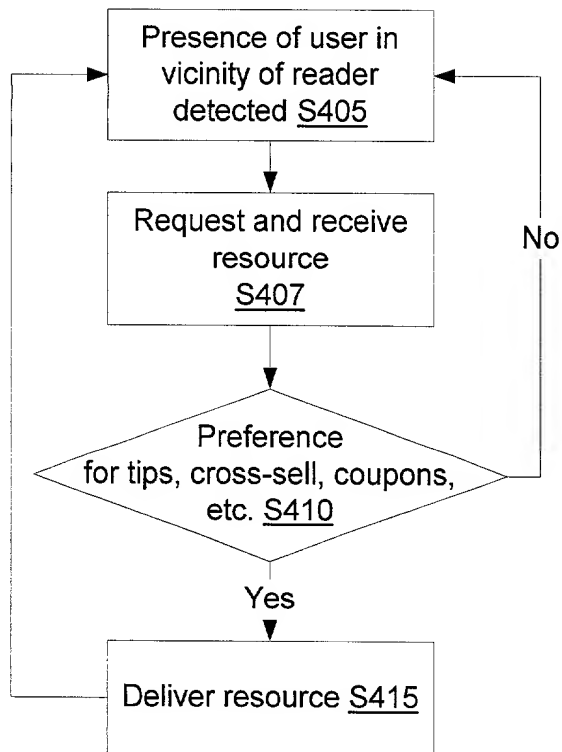 Presence of user in
vicinity of reader
detected S405
Request and receive
resource
S407
No
Preference
for tips, cross-sell, coupons,
etc. S410
Yes
Deliver resource S415